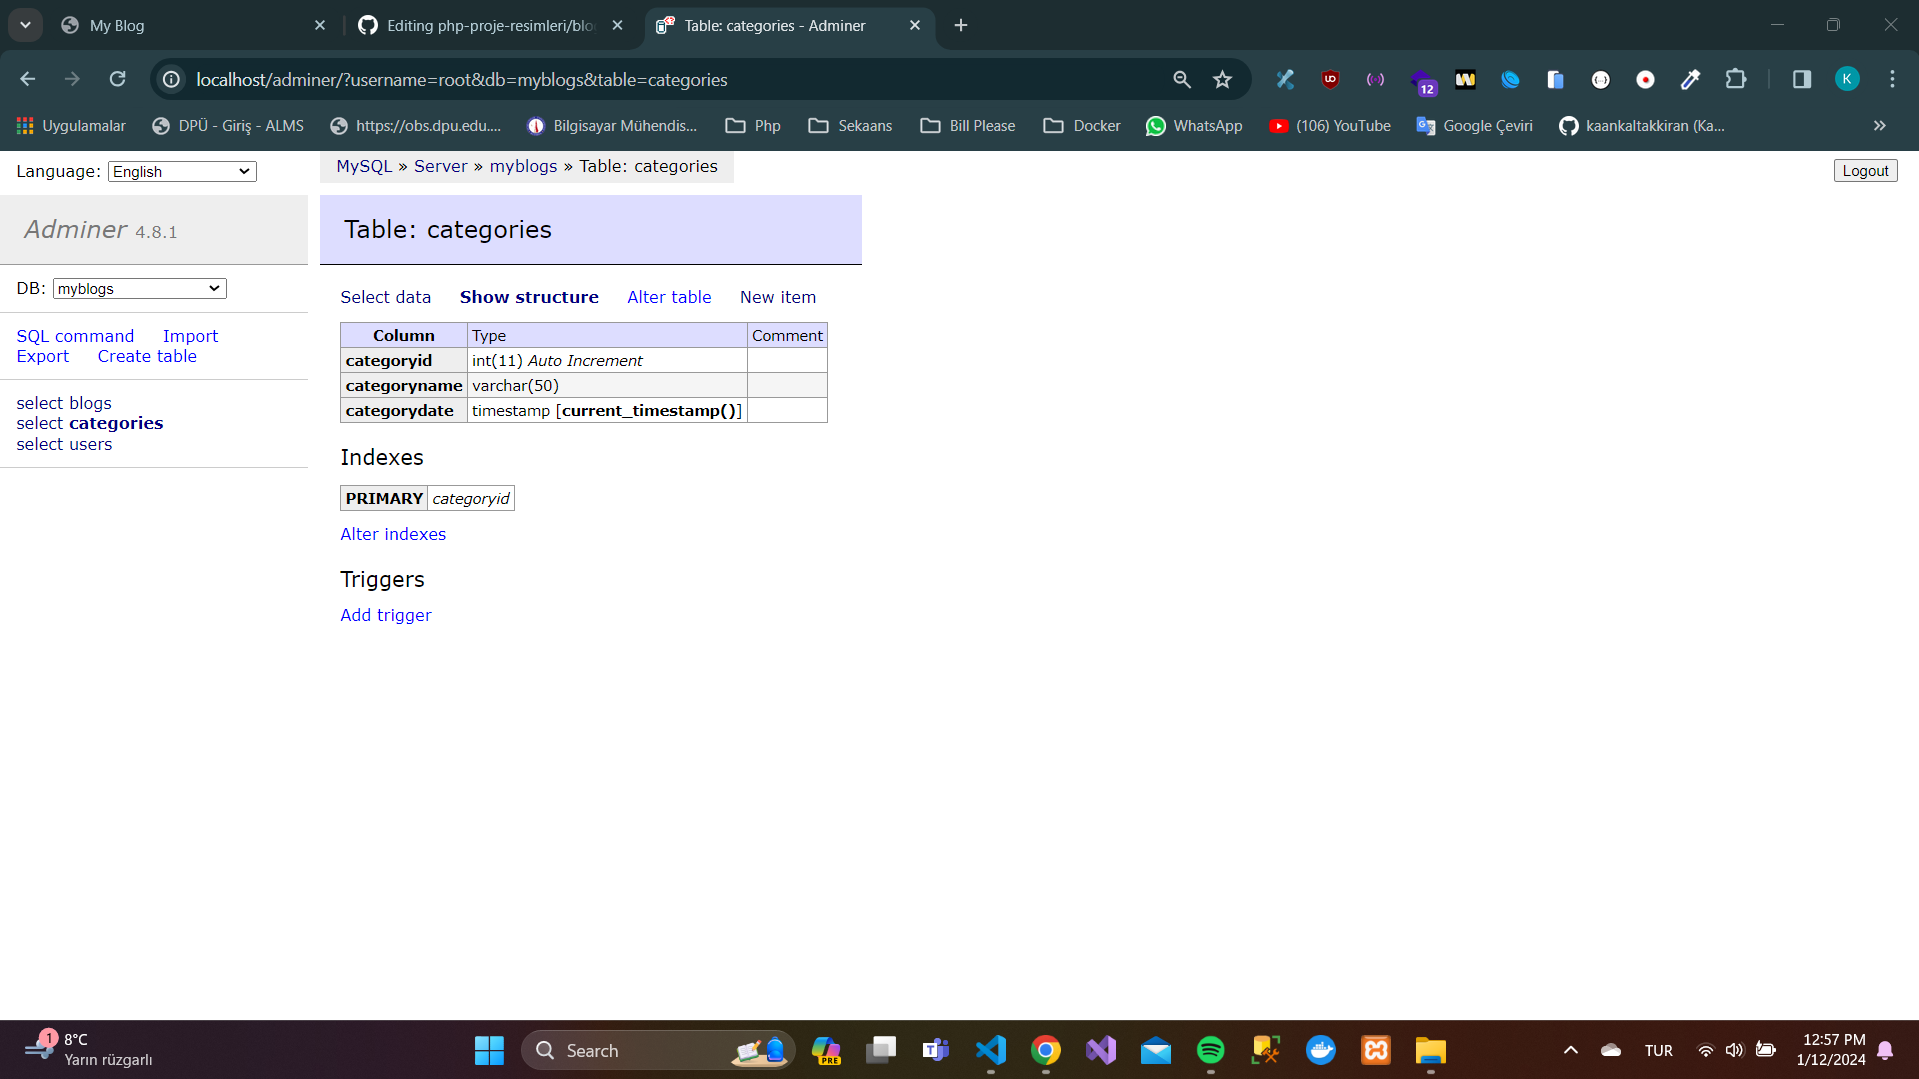 My Blog
Editing php-proje-resimleri/blo
Table: categories - Adminer
localhost/adminer/?username=root&db=myblogs&table=categories
12
K
Uygulamalar
DPÜ - Giriş - ALMS
https://obs.dpu.edu....
Bilgisayar Mühendis...
Php
Sekaans
Bill Please
Docker
WhatsApp
(106) YouTube
Google Çeviri
kaankaltakkiran (Ka...
Language: English
MySQL » Server » myblogs » Table: categories
Logout
Adminer 4.8.1
Table: categories
DB: myblogs
SQL command Import
Export Create table
select blogs
select categories
select users
Select data Show structure Alter table New item
Column Type Comment
categoryid int(11) Auto Increment
categoryname varchar(50)
categorydate timestamp [current_timestamp()]
Indexes
PRIMARY categoryid
Alter indexes
Triggers
Add trigger
1
8°C
Yarın rüzgarlı
Search
PRE
TUR
12:57 PM
1/12/2024